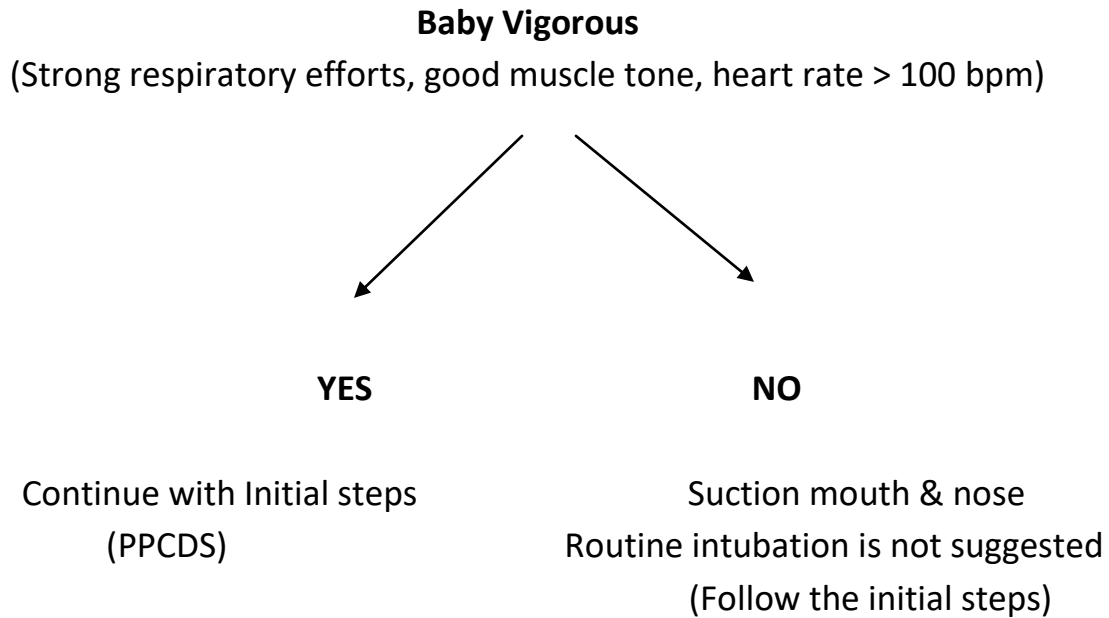 Baby Vigorous
(Strong respiratory efforts, good muscle tone, heart rate > 100 bpm)
YES
NO
Continue with Initial steps
(PPCDS)
Suction mouth & nose
Routine intubation is not suggested
(Follow the initial steps)